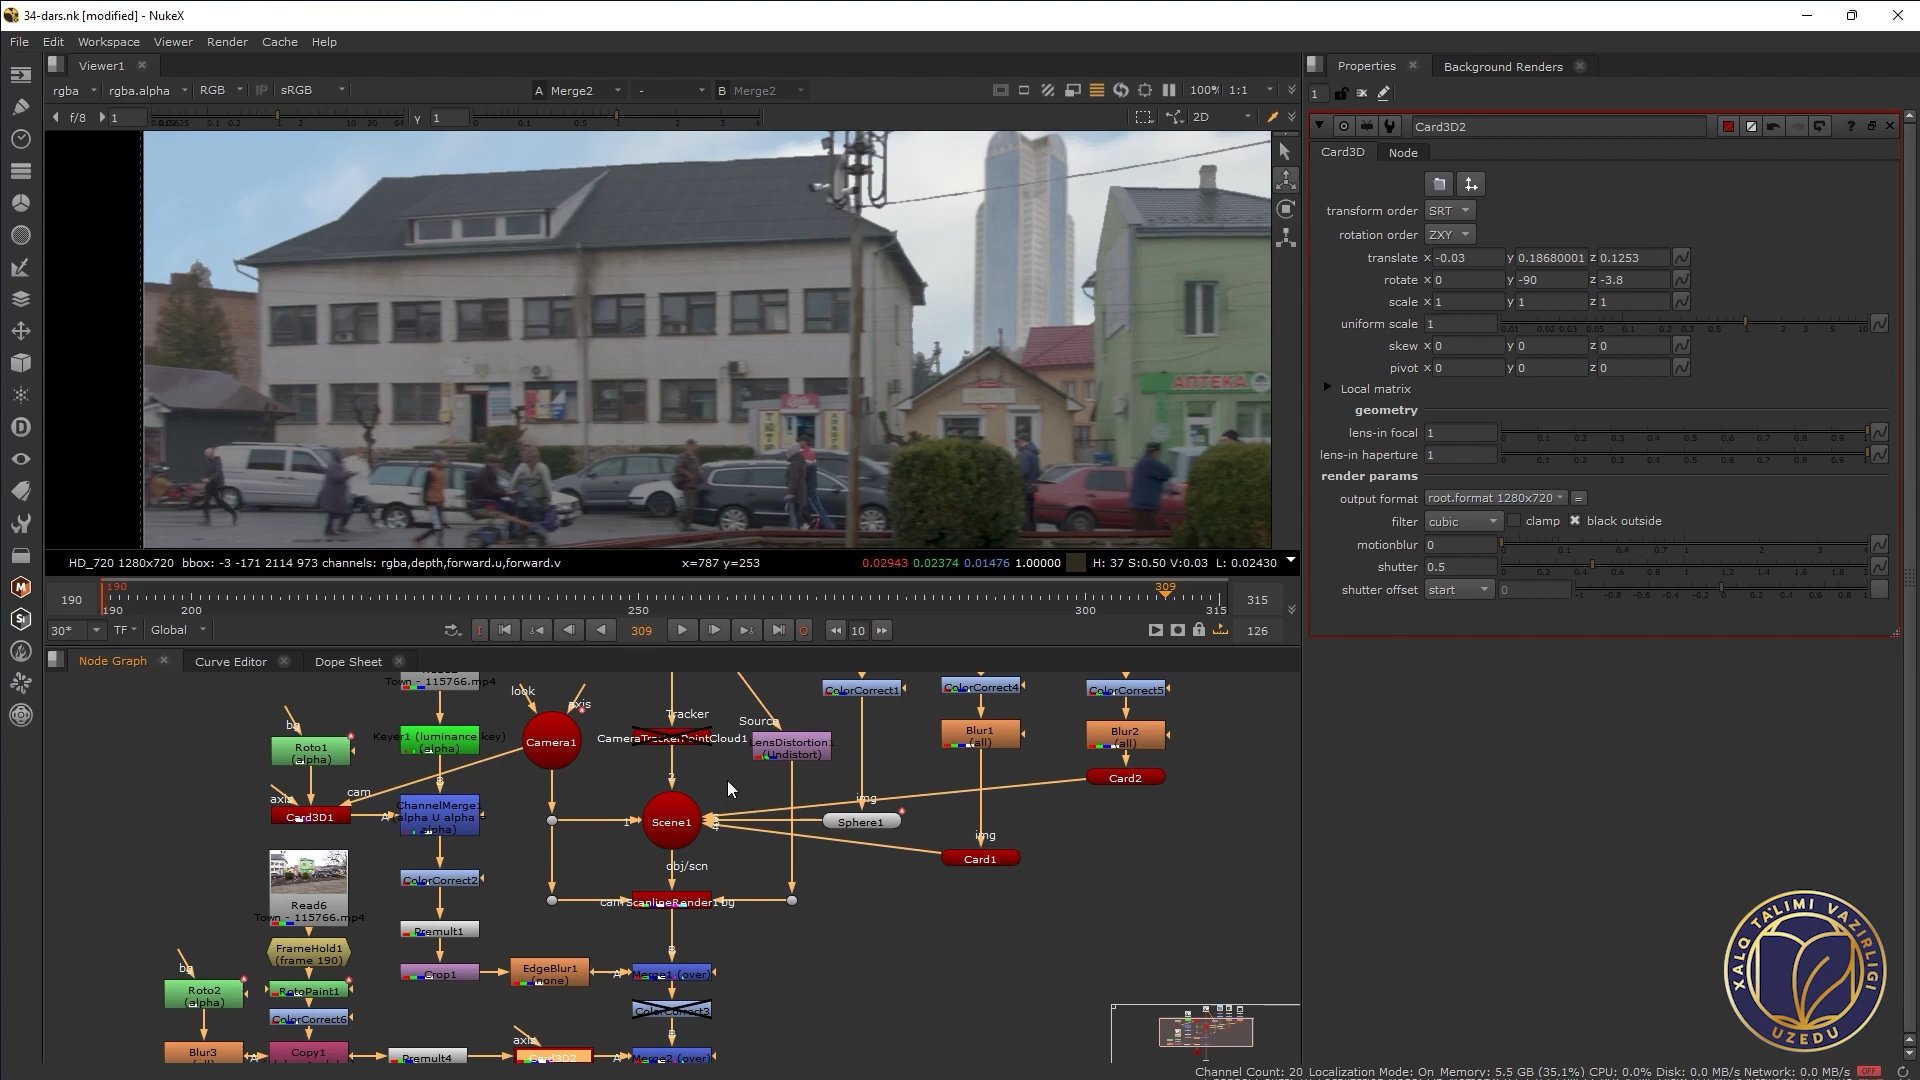 34-dars.nk [modified] - NukeX
File Edit Workspace Viewer Render Cache Help
Viewer1
Properties Background Renders
rgba rgba.alpha RGB IP sRGB A Merge2 - B Merge2 100% 1:1
f/8 1 Y 1 2D
1
Card3D2
Card3D Node
transform order SRT
rotation order ZXY
translate x -0.03 y 0.18680001 z 0.1253
rotate x 0 y -90 z -3.8
scale x 1 y 1 z 1
uniform scale 1
skew x 0 y 0 z 0
pivot x 0 y 0 z 0
Local matrix
geometry
lens-in focal 1
lens-in haperture 1
render params
output format root.format 1280x720 =
filter cubic clamp black outside
motionblur 0
shutter 0.5
shutter offset start 0
АПТЕКА
HD_720 1280x720 bbox: -3 -171 2114 973 channels: rgba,depth,forward.u,forward.v x=787 y=253 0.02943 0.02374 0.01476 1.00000 H: 37 S:0.50 V:0.03 L: 0.02430
190 190 309 315
190 200 250 300 315
30* TF Global 309 10 126
Node Graph Curve Editor Dope Sheet
Town - 115766.mp4
look
axis
Tracker
Source
ColorCorrect1
ColorCorrect4
ColorCorrect5
bg
Roto1
(alpha)
Keyer1 (luminance key)
(alpha)
Camera1
CameraTrackerPointCloud1
LensDistortion1
(Undistort)
Blur1
(all)
Blur2
(all)
Card2
axis
cam
Card3D1
A
ChannelMerge1
(alpha U alpha =
alpha)
1
Scene1
img
Sphere1
img
Card1
obj/scn
Read6
Town - 115766.mp4
ColorCorrect2
cam ScanlineRender1 bg
Premult1
FrameHold1
(frame 190)
bg
Roto2
(alpha)
RotoPaint1
Crop1
EdgeBlur1
(none)
A Merge1 (over)
ColorCorrect6
ColorCorrect3
axis
Blur3
A Copy1
Premult4
Card3D2
A Merge2 (over)
XALQ TA'LIMI VAZIRLIGI
UZEDU
Channel Count: 20 Localization Mode: On Memory: 5.5 GB (35.1%) CPU: 0.0% Disk: 0.0 MB/s Network: 0.0 MB/s OFF